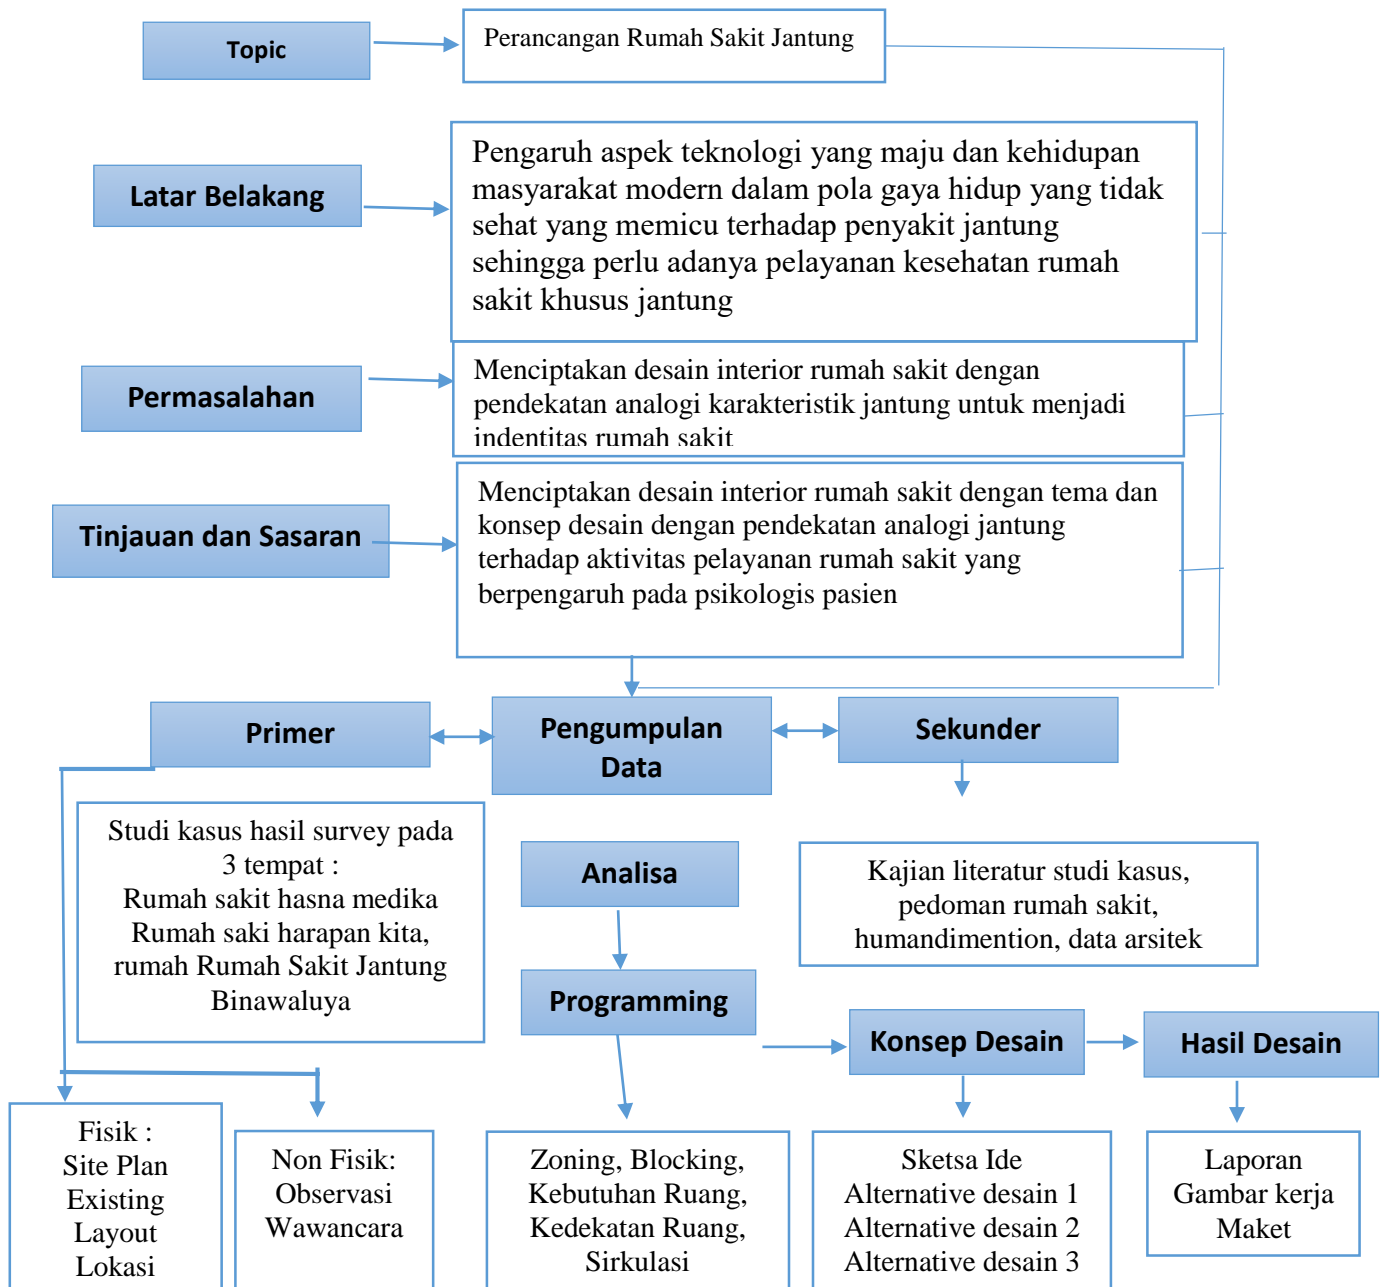 Topic
Perancangan Rumah Sakit Jantung
Latar Belakang
Pengaruh aspek teknologi yang maju dan kehidupan
masyarakat modern dalam pola gaya hidup yang tidak
sehat yang memicu terhadap penyakit jantung
sehingga perlu adanya pelayanan kesehatan rumah
sakit khusus jantung
Permasalahan
Menciptakan desain interior rumah sakit dengan
pendekatan analogi karakteristik jantung untuk menjadi
indentitas rumah sakit
Tinjauan dan Sasaran
Menciptakan desain interior rumah sakit dengan tema dan
konsep desain dengan pendekatan analogi jantung
terhadap aktivitas pelayanan rumah sakit yang
berpengaruh pada psikologis pasien
Primer
Pengumpulan
Data
Sekunder
Studi kasus hasil survey pada
3 tempat :
Rumah sakit hasna medika
Rumah saki harapan kita,
rumah Rumah Sakit Jantung
Binawaluya
Analisa
Kajian literatur studi kasus,
pedoman rumah sakit,
humandimention, data arsitek
Programming
Konsep Desain
Hasil Desain
Fisik :
Site Plan
Existing
Layout
Lokasi
Non Fisik:
Observasi
Wawancara
Zoning, Blocking,
Kebutuhan Ruang,
Kedekatan Ruang,
Sirkulasi
Sketsa Ide
Alternative desain 1
Alternative desain 2
Alternative desain 3
Laporan
Gambar kerja
Maket